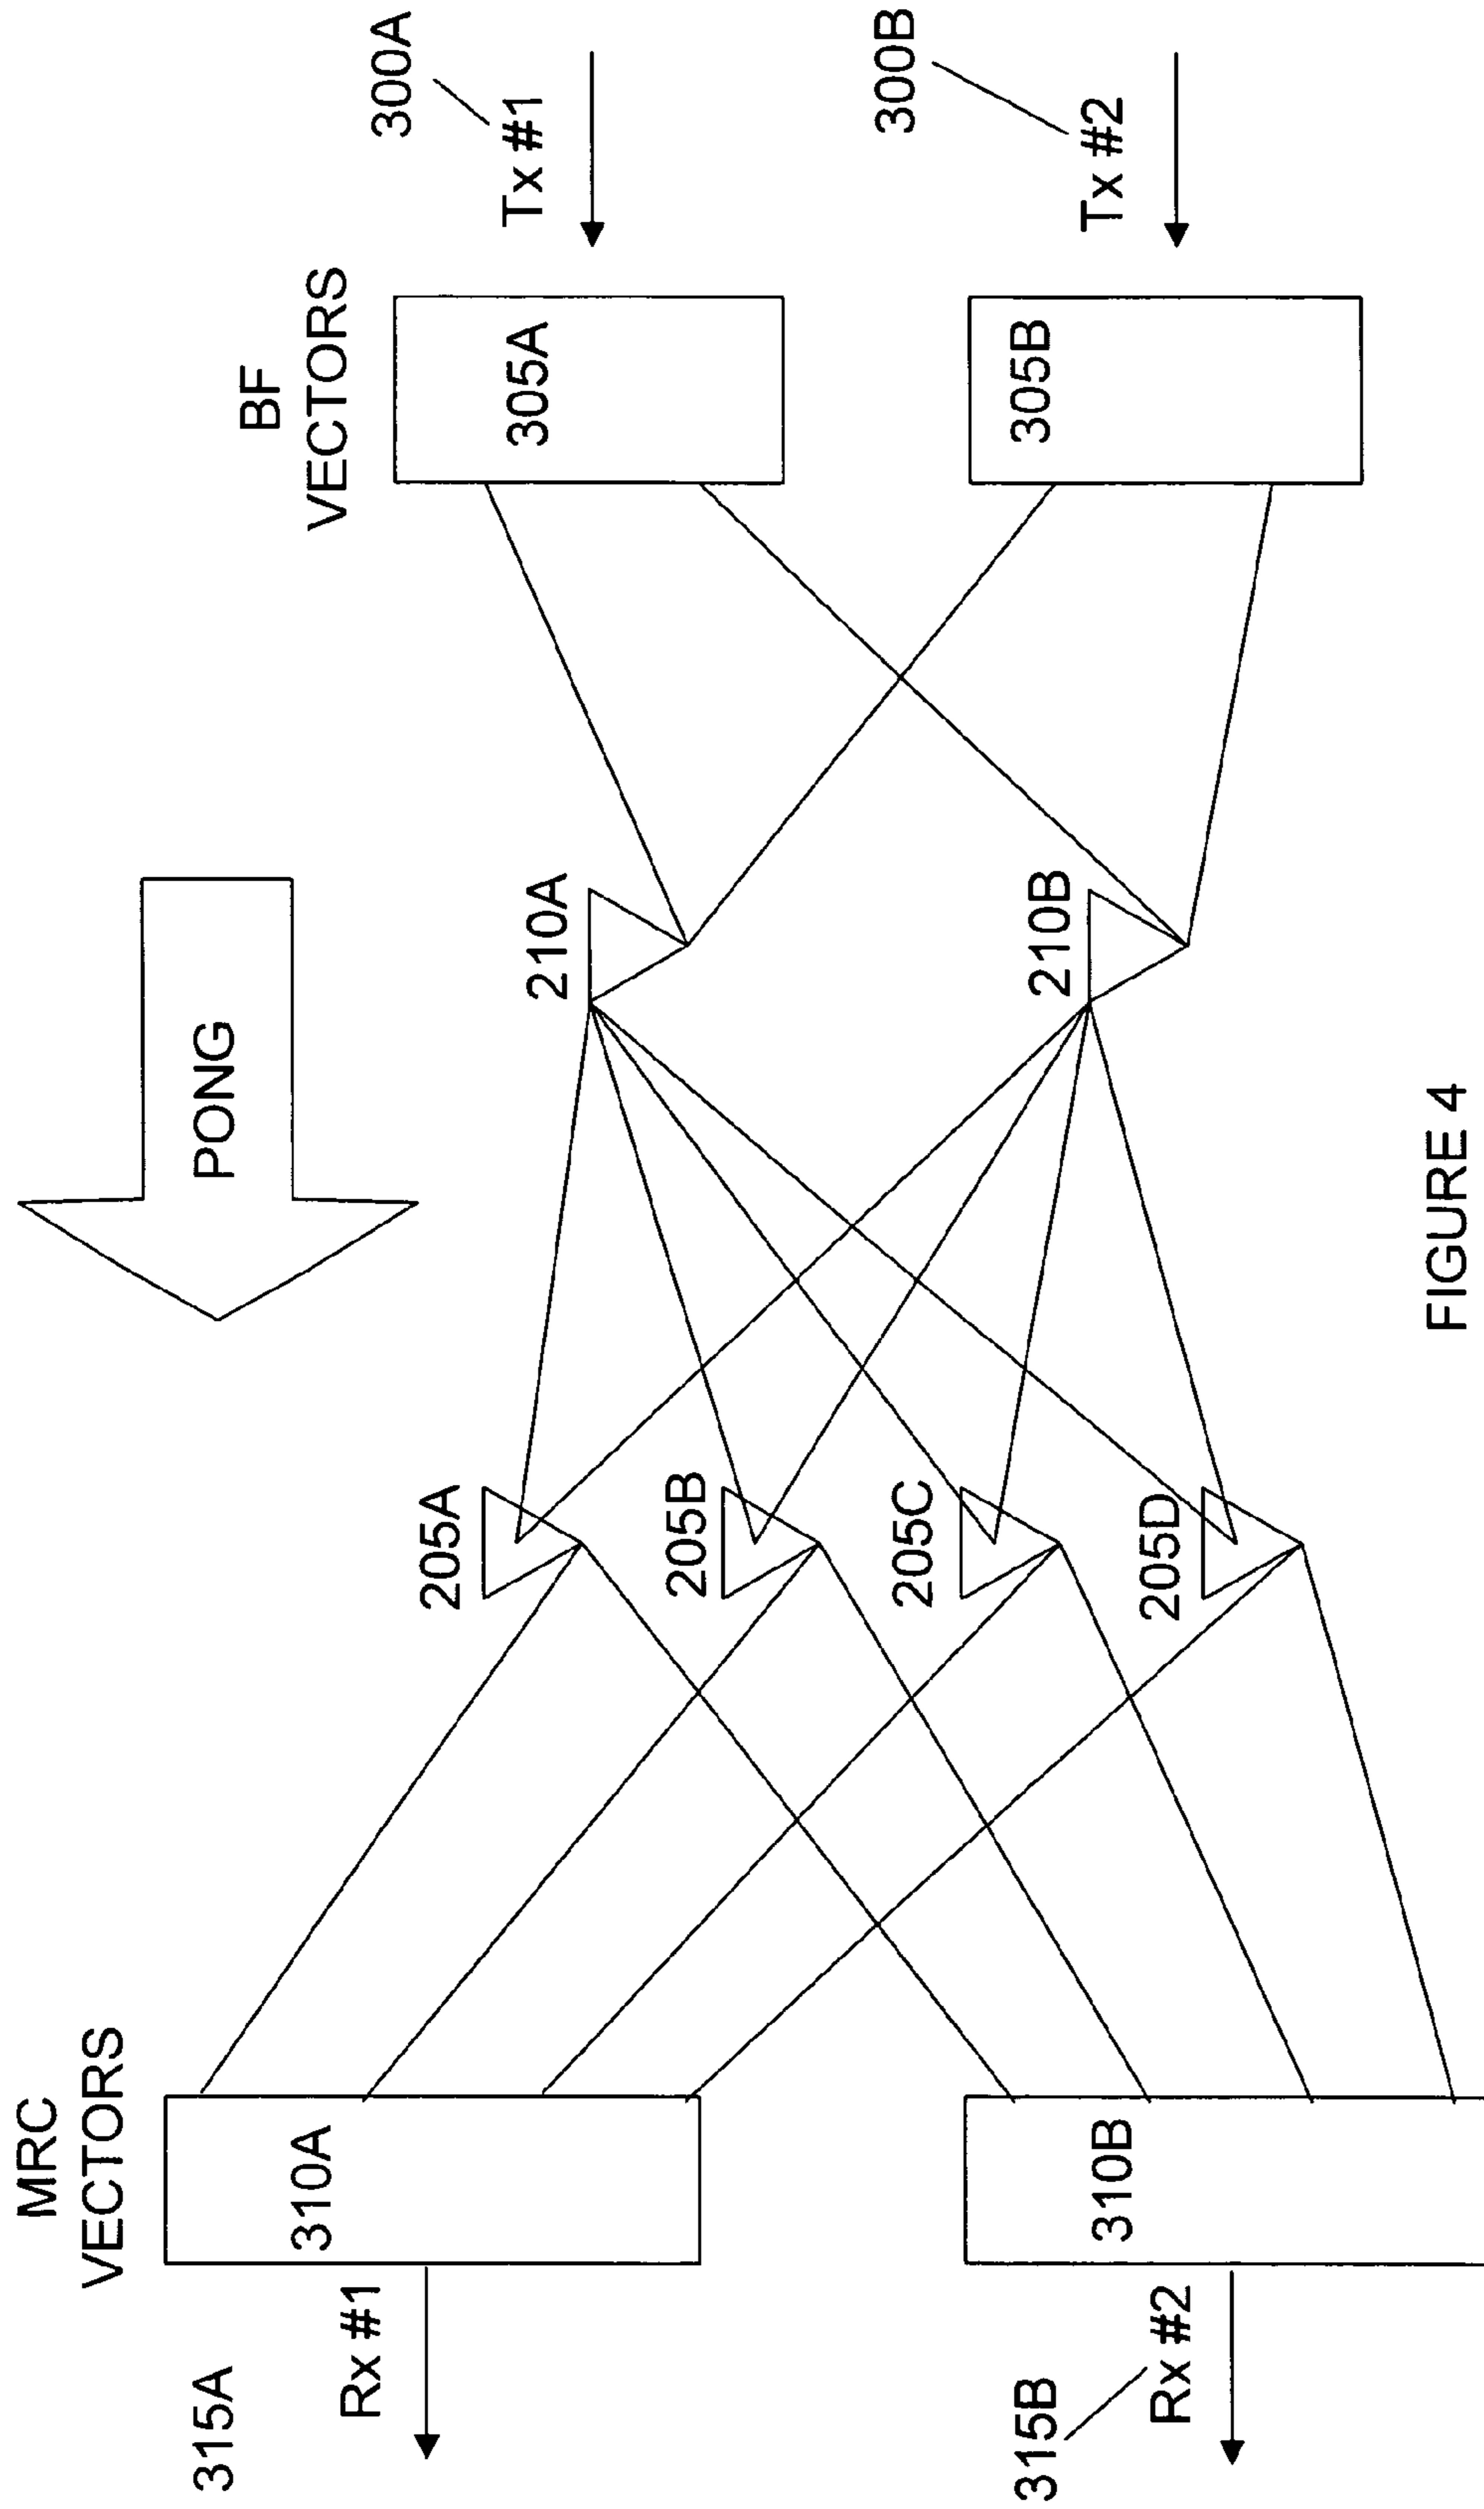 MRC
VECTORS
PONG
BF
VECTORS
315A
Rx #1
310A
205A
210A
305A
300A
Tx #1
205B
205C
315B
Rx #2
310B
205D
210B
305B
300B
Tx #2
FIGURE 4